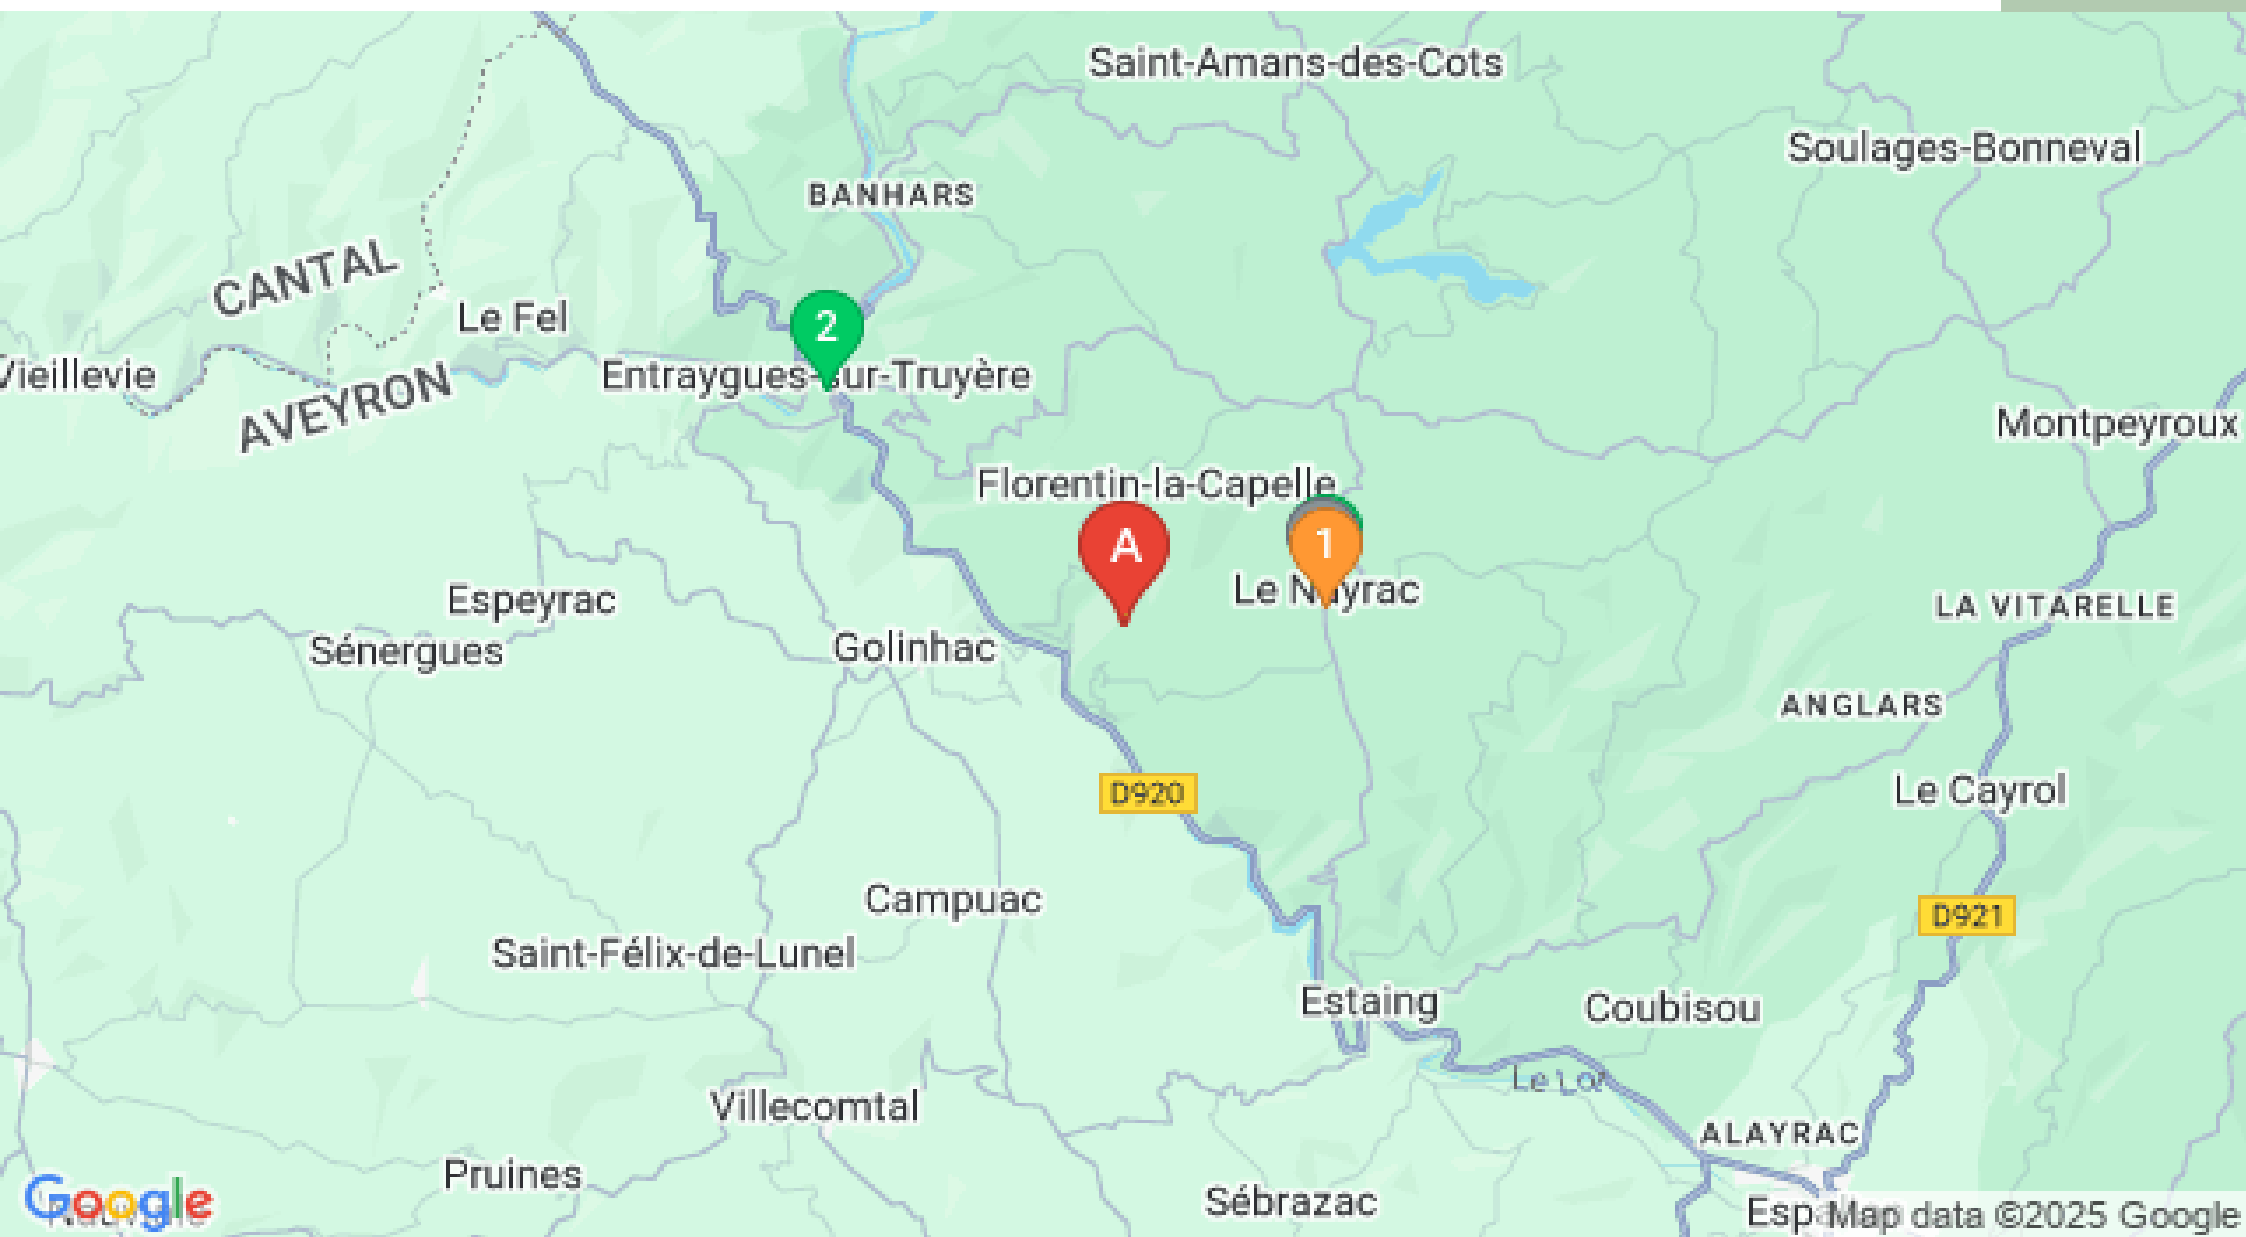 Saint-Amans-des-Cots
Soulages-Bonneval
BANHARS
CANTAL
Le Fel
2
Vieillevie
Entraygues-sur-Truyère
AVEYRON
Montpeyroux
Florentin-la-Capelle
A
1
Le Nayrac
Espeyrac
LA VITARELLE
Sénergues
Golinhac
ANGLARS
D920
Le Cayrol
Campuac
D921
Saint-Félix-de-Lunel
Estaing
Coubisou
Le Lot
Villecomtal
ALAYRAC
Pruines
Sébrazac
Google
Map data ©2025 Google